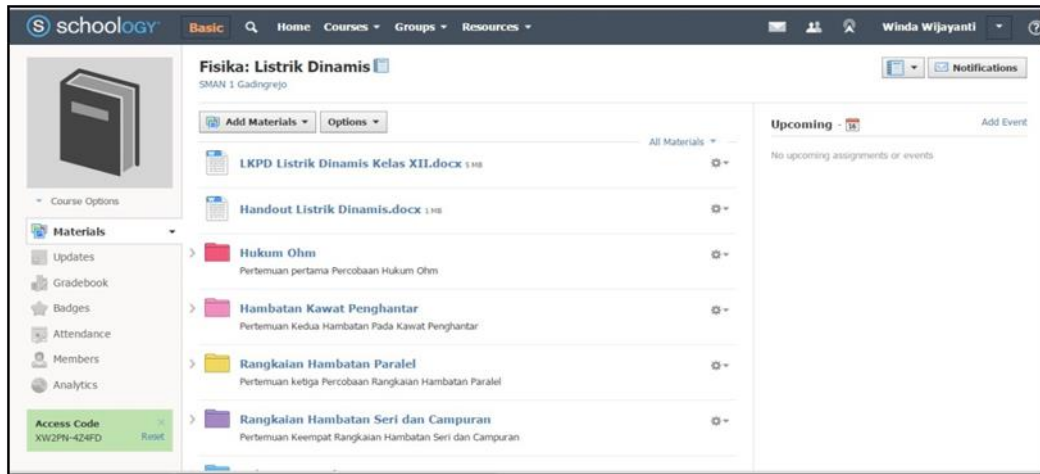 S schoology Basic Home Courses Groups Resources Winda Wijayanti
Fisika: Listrik Dinamis
SMAN 1 Gadingrejo
Notifications
Add Materials Options
All Materials
LKPD Listrik Dinamis Kelas XII.docx 5 MB
Handout Listrik Dinamis.docx 1 MB
Hukum Ohm
Pertemuan pertama Percobaan Hukum Ohm
Hambatan Kawat Penghantar
Pertemuan Kedua Hambatan Pada Kawat Penghantar
Rangkaian Hambatan Paralel
Pertemuan ketiga Percobaan Rangkaian Hambatan Paralel
Rangkaian Hambatan Seri dan Campuran
Pertemuan Keempat Rangkaian Hambatan Seri dan Campuran
Upcoming Add Event
No upcoming assignments or events
Course Options
Materials
Updates
Gradebook
Badges
Attendance
Members
Analytics
Access Code
XW2PN-4Z4FD Reset